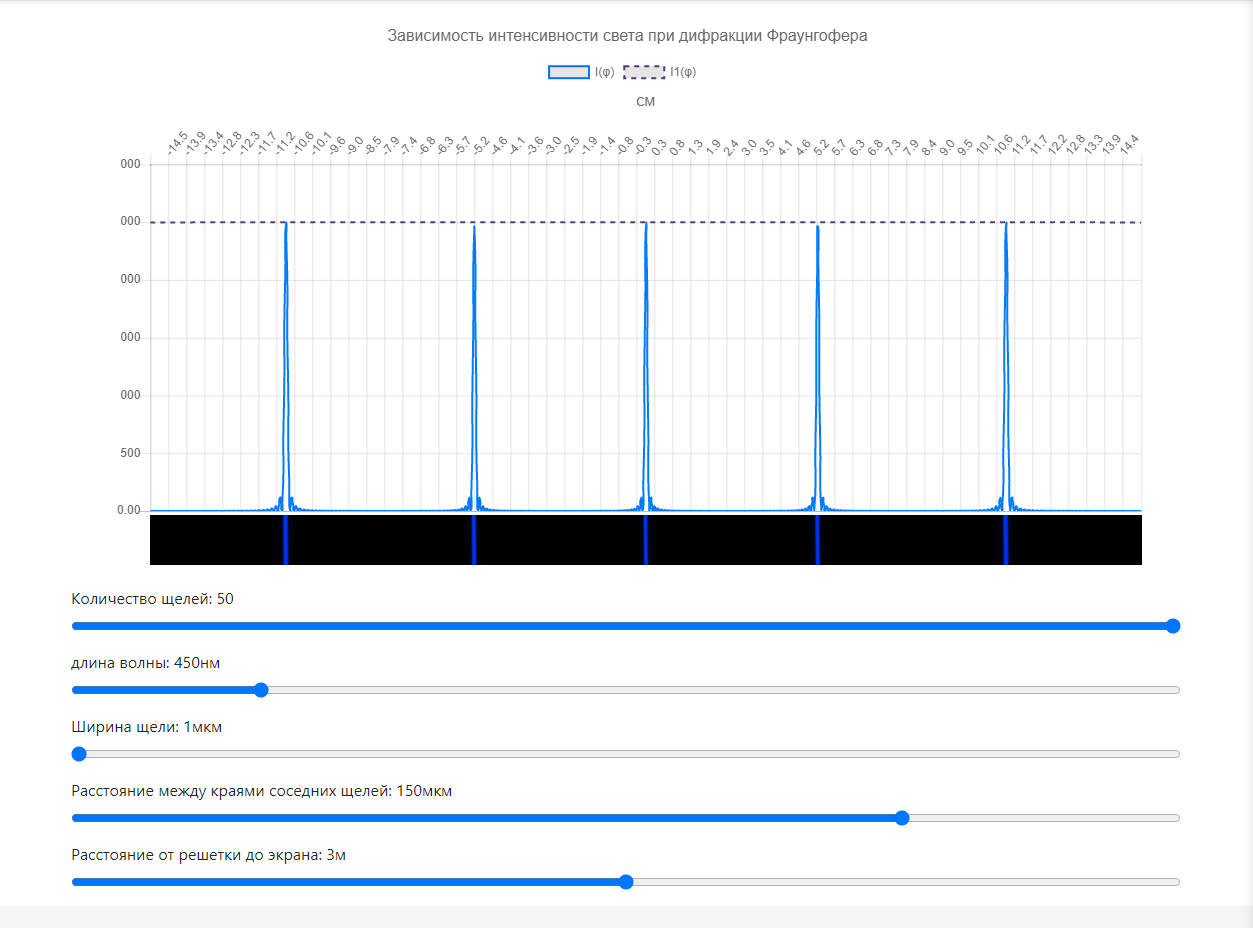 Зависимость интенсивности света при дифракции Фраунгофера
I(φ) I1(φ)
см
-14.5 -13.9 -13.4 -12.8 -12.3 -11.7 -11.2 -10.6 -10.1 -9.6 -9.0 -8.5 -7.9 -7.4 -6.8 -6.3 -5.7 -5.2 -4.6 -4.1 -3.6 -3.0 -2.5 -1.9 -1.4 -0.8 -0.3 0.3 0.8 1.3 1.9 2.4 3.0 3.5 4.1 4.6 5.2 5.7 6.3 6.8 7.3 7.9 8.4 9.0 9.5 10.1 10.6 11.2 11.7 12.2 12.8 13.3 13.9 14.4
000
000
000
000
000
500
0.00
Количество щелей: 50
длина волны: 450нм
Ширина щели: 1мкм
Расстояние между краями соседних щелей: 150мкм
Расстояние от решетки до экрана: 3м